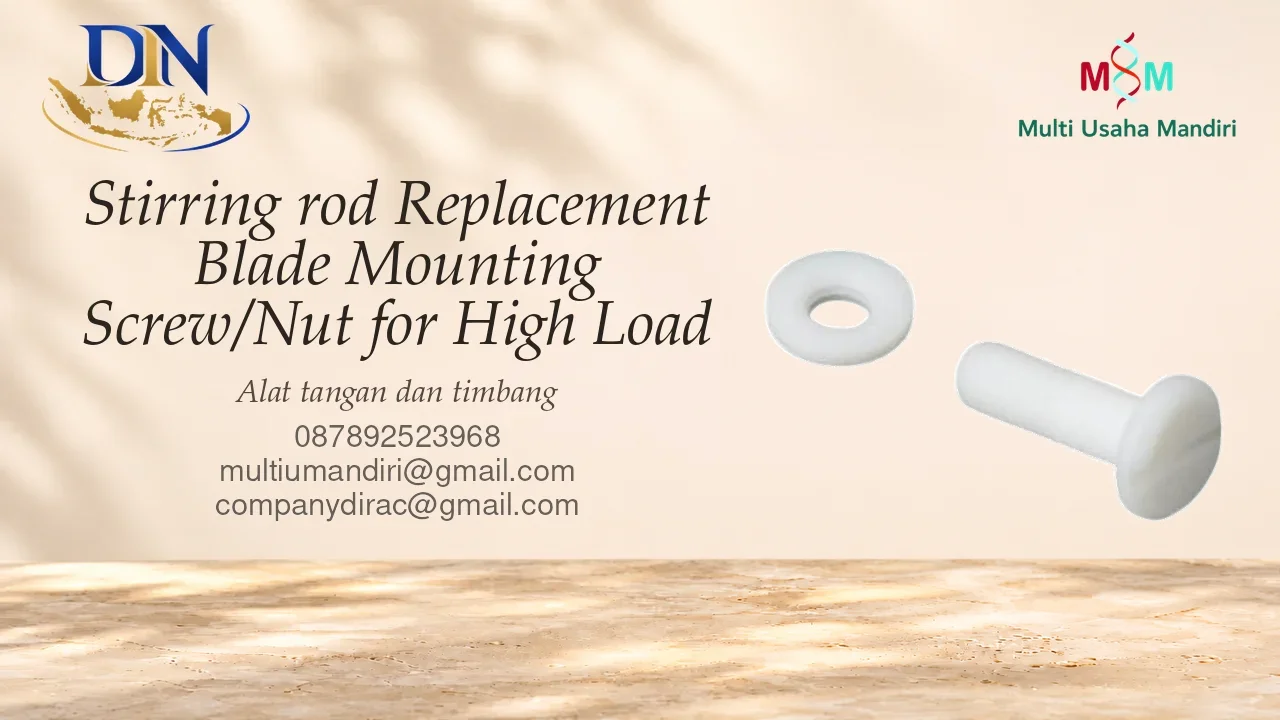 DN
M M
Multi Usaha Mandiri
Stirring rod Replacement
Blade Mounting
Screw/Nut for High Load
Alat tangan dan timbang
087892523968
multiumandiri@gmail.com
companydirac@gmail.com